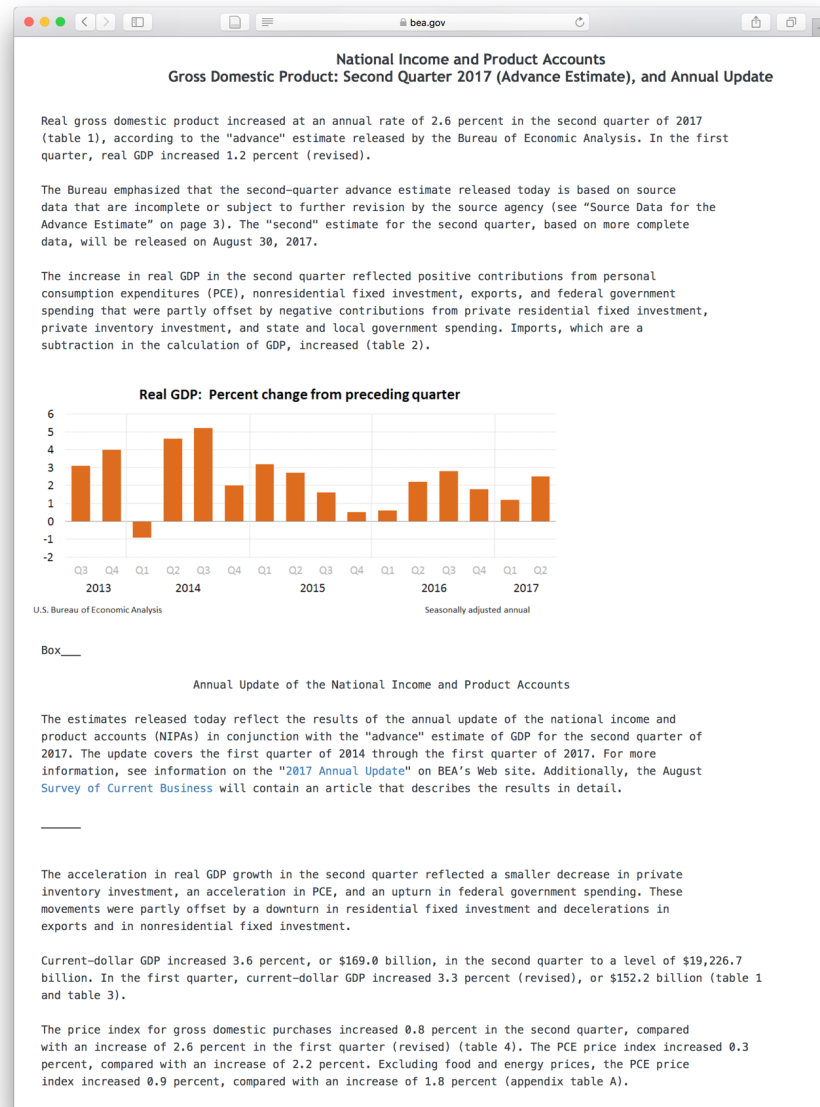 bea.gov
National Income and Product Accounts
Gross Domestic Product: Second Quarter 2017 (Advance Estimate), and Annual Update
Real gross domestic product increased at an annual rate of 2.6 percent in the second quarter of 2017
(table 1), according to the "advance" estimate released by the Bureau of Economic Analysis. In the first
quarter, real GDP increased 1.2 percent (revised).
The Bureau emphasized that the second-quarter advance estimate released today is based on source
data that are incomplete or subject to further revision by the source agency (see “Source Data for the
Advance Estimate” on page 3). The "second" estimate for the second quarter, based on more complete
data, will be released on August 30, 2017.
The increase in real GDP in the second quarter reflected positive contributions from personal
consumption expenditures (PCE), nonresidential fixed investment, exports, and federal government
spending that were partly offset by negative contributions from private residential fixed investment,
private inventory investment, and state and local government spending. Imports, which are a
subtraction in the calculation of GDP, increased (table 2).
Real GDP: Percent change from preceding quarter
6
5
4
3
2
1
0
-1
-2
Q3 Q4 Q1 Q2 Q3 Q4 Q1 Q2 Q3 Q4 Q1 Q2 Q3 Q4 Q1 Q2
2013 2014 2015 2016 2017
U.S. Bureau of Economic Analysis Seasonally adjusted annual
Box___
Annual Update of the National Income and Product Accounts
The estimates released today reflect the results of the annual update of the national income and
product accounts (NIPAs) in conjunction with the "advance" estimate of GDP for the second quarter of
2017. The update covers the first quarter of 2014 through the first quarter of 2017. For more
information, see information on the "2017 Annual Update" on BEA’s Web site. Additionally, the August
Survey of Current Business will contain an article that describes the results in detail.
______
The acceleration in real GDP growth in the second quarter reflected a smaller decrease in private
inventory investment, an acceleration in PCE, and an upturn in federal government spending. These
movements were partly offset by a downturn in residential fixed investment and decelerations in
exports and in nonresidential fixed investment.
Current-dollar GDP increased 3.6 percent, or $169.0 billion, in the second quarter to a level of $19,226.7
billion. In the first quarter, current-dollar GDP increased 3.3 percent (revised), or $152.2 billion (table 1
and table 3).
The price index for gross domestic purchases increased 0.8 percent in the second quarter, compared
with an increase of 2.6 percent in the first quarter (revised) (table 4). The PCE price index increased 0.3
percent, compared with an increase of 2.2 percent. Excluding food and energy prices, the PCE price
index increased 0.9 percent, compared with an increase of 1.8 percent (appendix table A).